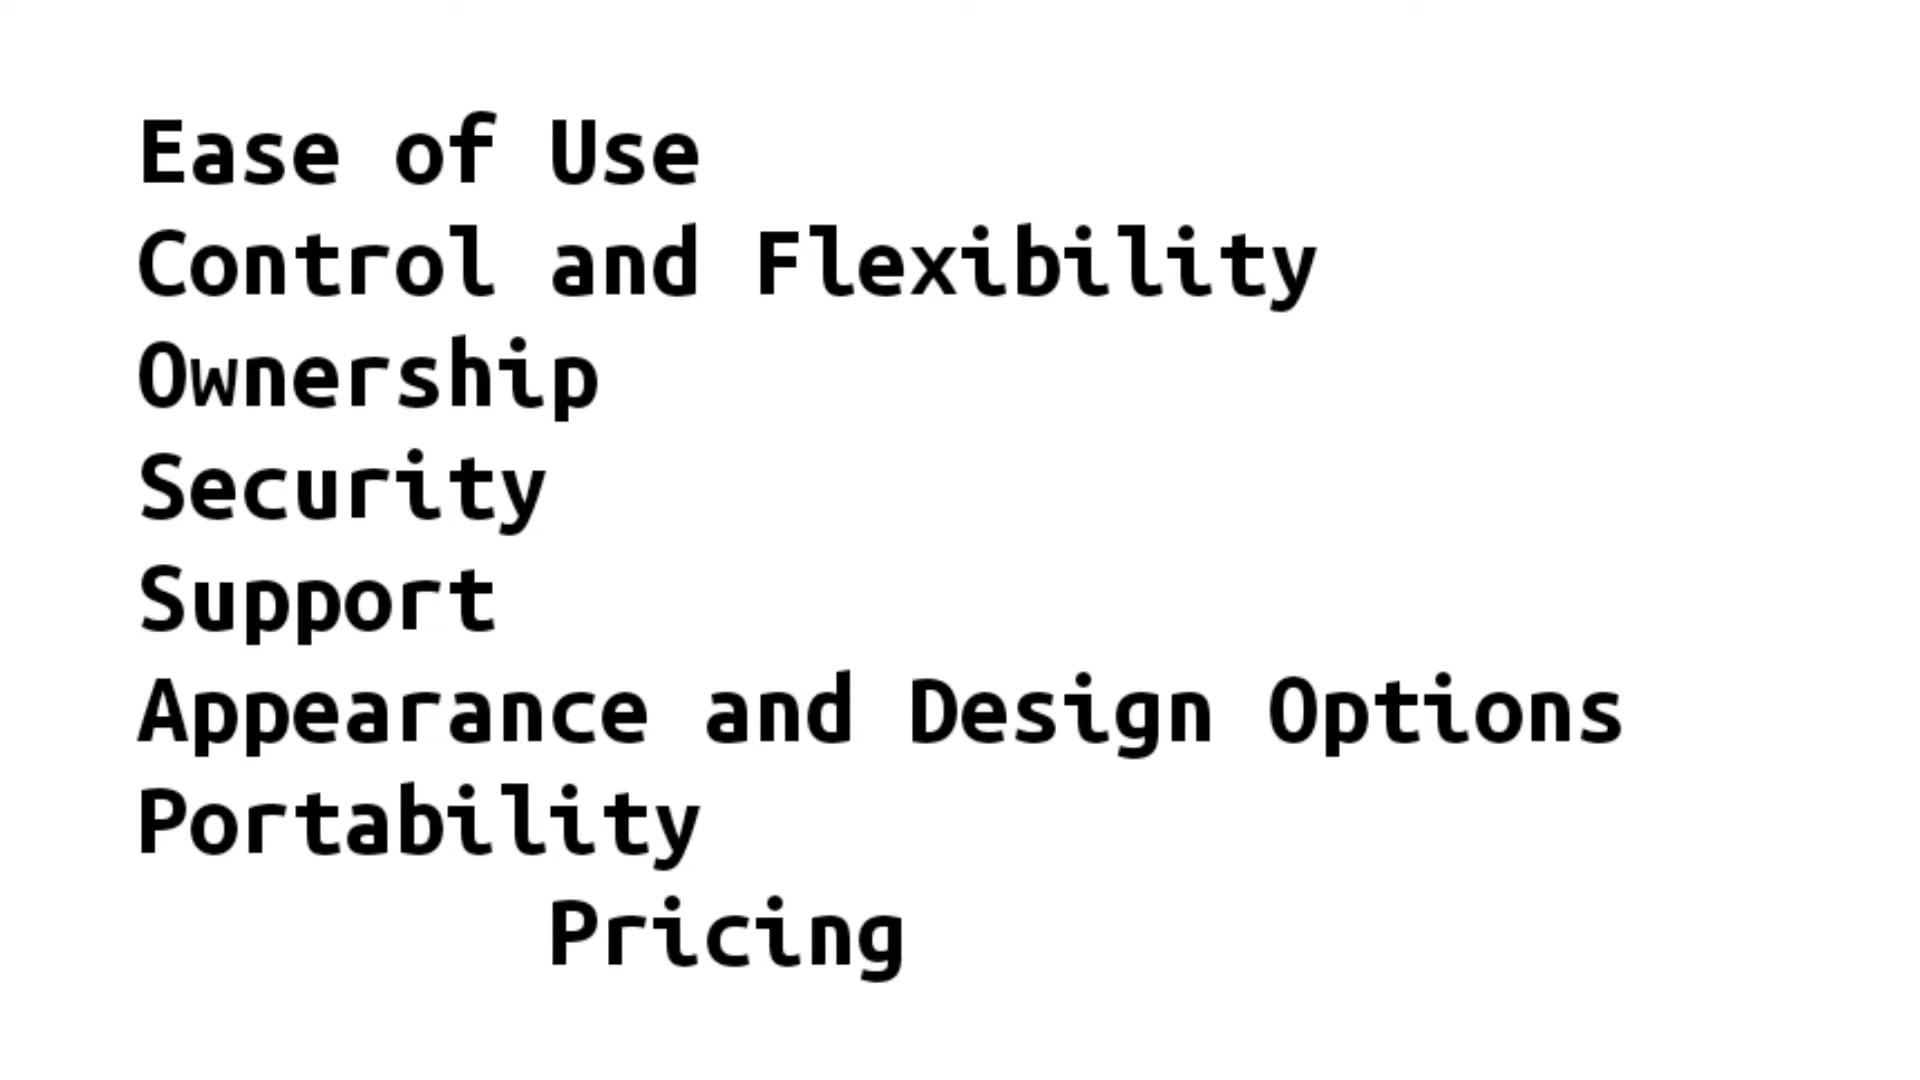 Ease of Use
Control and Flexibility
Ownership
Security
Support
Appearance and Design Options
Portability
Pricing